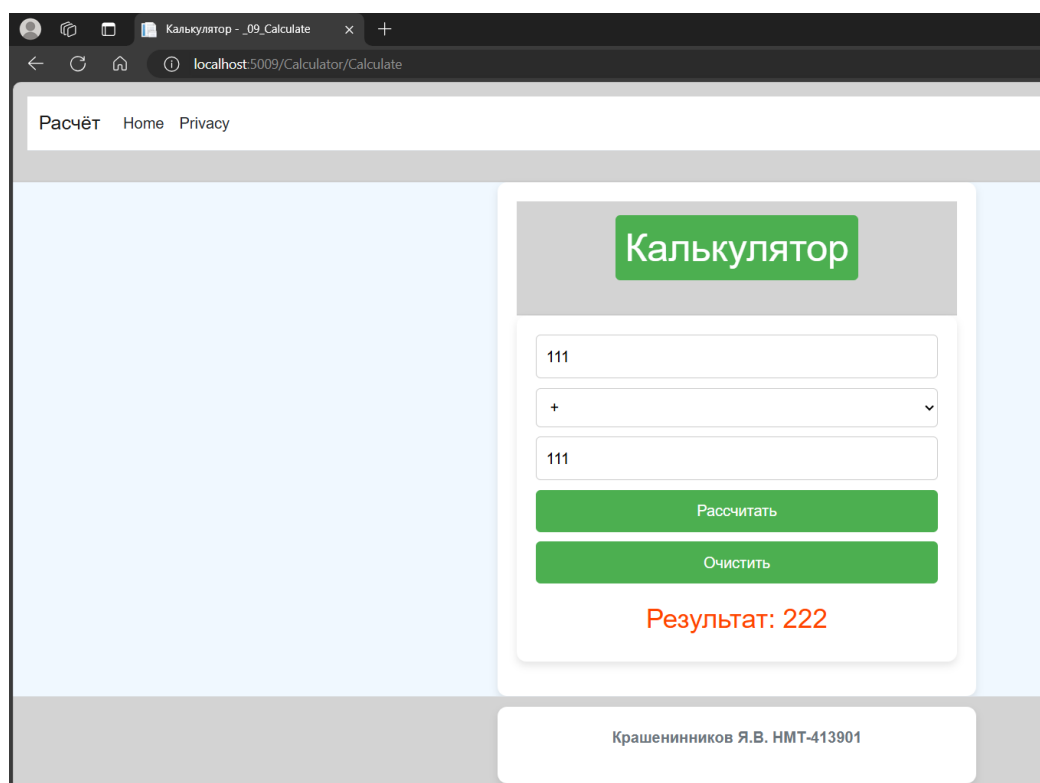 Калькулятор - _09_Calculate
localhost:5009/Calculator/Calculate
Расчёт Home Privacy
Калькулятор
111
+
111
Рассчитать
Очистить
Результат: 222
Крашенинников Я.В. НМТ-413901